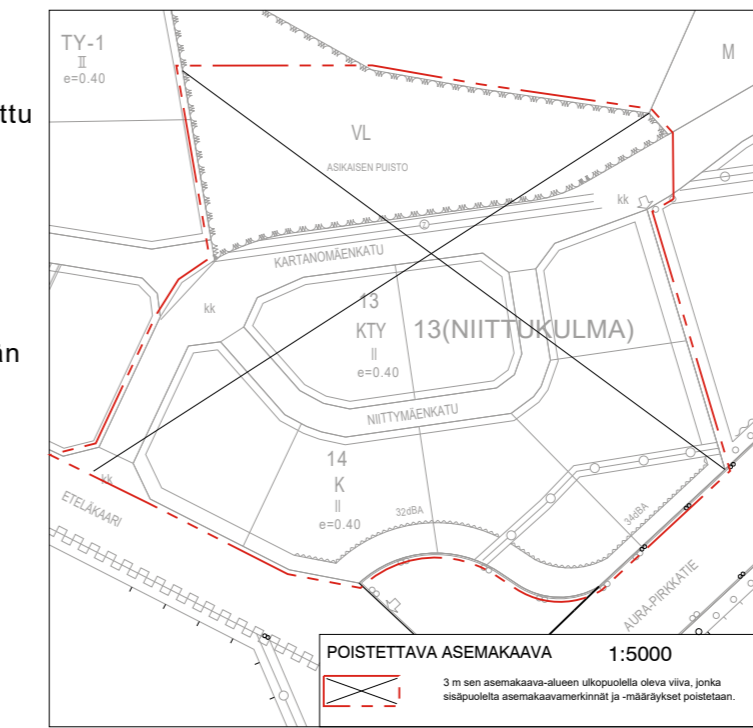 TY-1
II
e=0.40
M
ttu
VL
ASIKAISEN PUISTO
kk
Z
KARTANOMÄENKATU
kk
13
KTY
II
e=0.40
13(NIITTUKULMA)
än
NIITTYMÄENKATU
14
K
II
e=0.40
kk
ETELÄKAARI
32dBA
34dBA
AURA-PIRKKATIE
POISTETTAVA ASEMAKAAVA 1:5000
3 m sen asemakaava-alueen ulkopuolella oleva viiva, jonka
sisäpuolelta asemakaavamerkinnät ja -määräykset poistetaan.